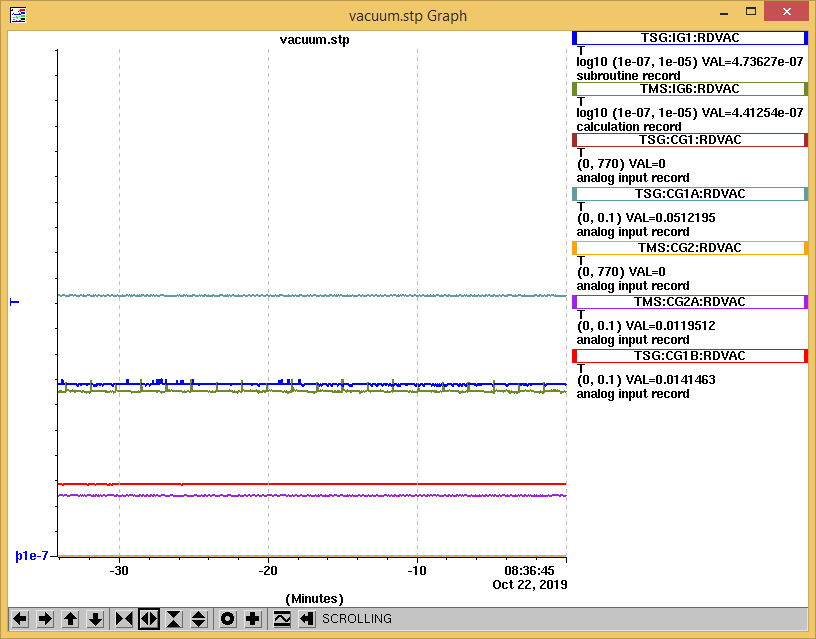 vacuum.stp Graph
vacuum.stp
T
1e-7
-30
-20
-10
08:36:45
Oct 22, 2019
(Minutes)
TSG:IG1:RDVAC
T
log10 (1e-07, 1e-05) VAL=4.73627e-07
subroutine record
TMS:IG6:RDVAC
T
log10 (1e-07, 1e-05) VAL=4.41254e-07
calculation record
TSG:CG1:RDVAC
T
(0, 770) VAL=0
analog input record
TSG:CG1A:RDVAC
T
(0, 0.1) VAL=0.0512195
analog input record
TMS:CG2:RDVAC
T
(0, 770) VAL=0
analog input record
TMS:CG2A:RDVAC
T
(0, 0.1) VAL=0.0119512
analog input record
TSG:CG1B:RDVAC
T
(0, 0.1) VAL=0.0141463
analog input record
SCROLLING